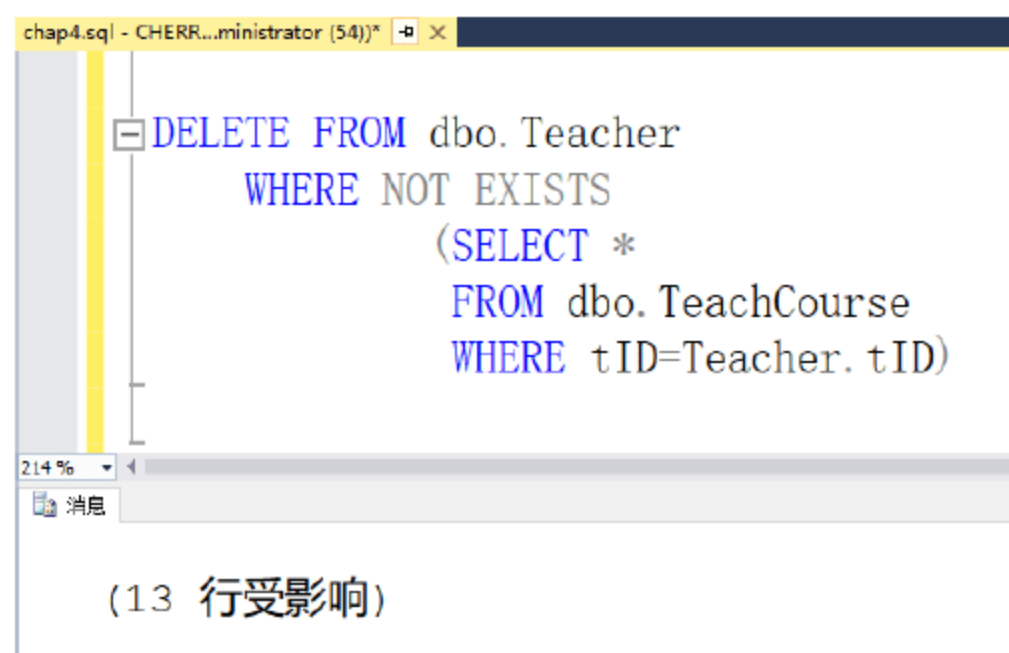 chap4.sql - CHERR...ministrator (54))*
DELETE FROM dbo.Teacher
WHERE NOT EXISTS
(SELECT *
FROM dbo.TeachCourse
WHERE tID=Teacher.tID)
214 %
消息
(13 行受影响)